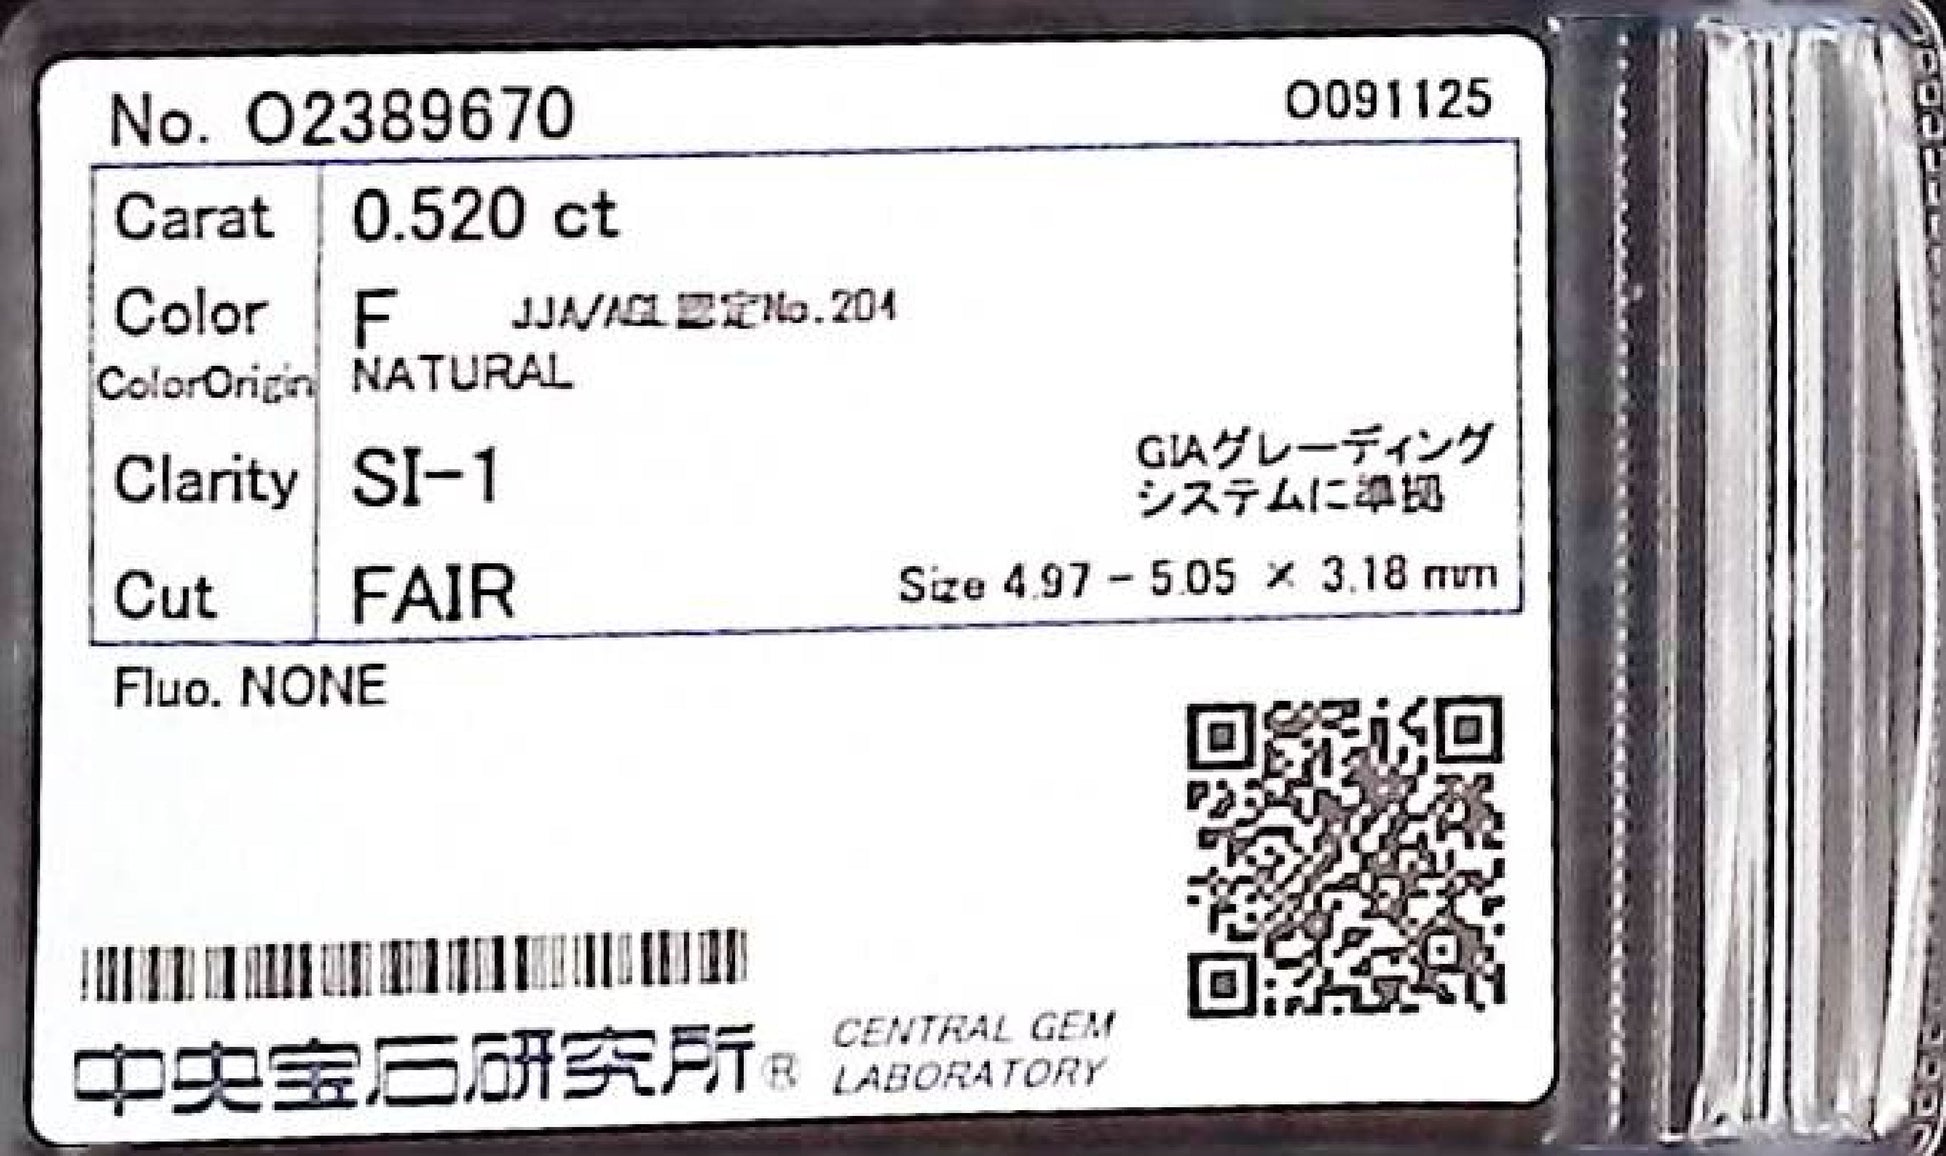 No. O2389670
O091125
Carat 0.520 ct
Color F JJA/AGL認定No.204
ColorOrigin NATURAL
Clarity SI-1
GIAグレーディング
システムに準拠
Cut FAIR
Size 4.97 - 5.05 × 3.18 mm
Fluo. NONE
中央宝石研究所®
CENTRAL GEM
LABORATORY